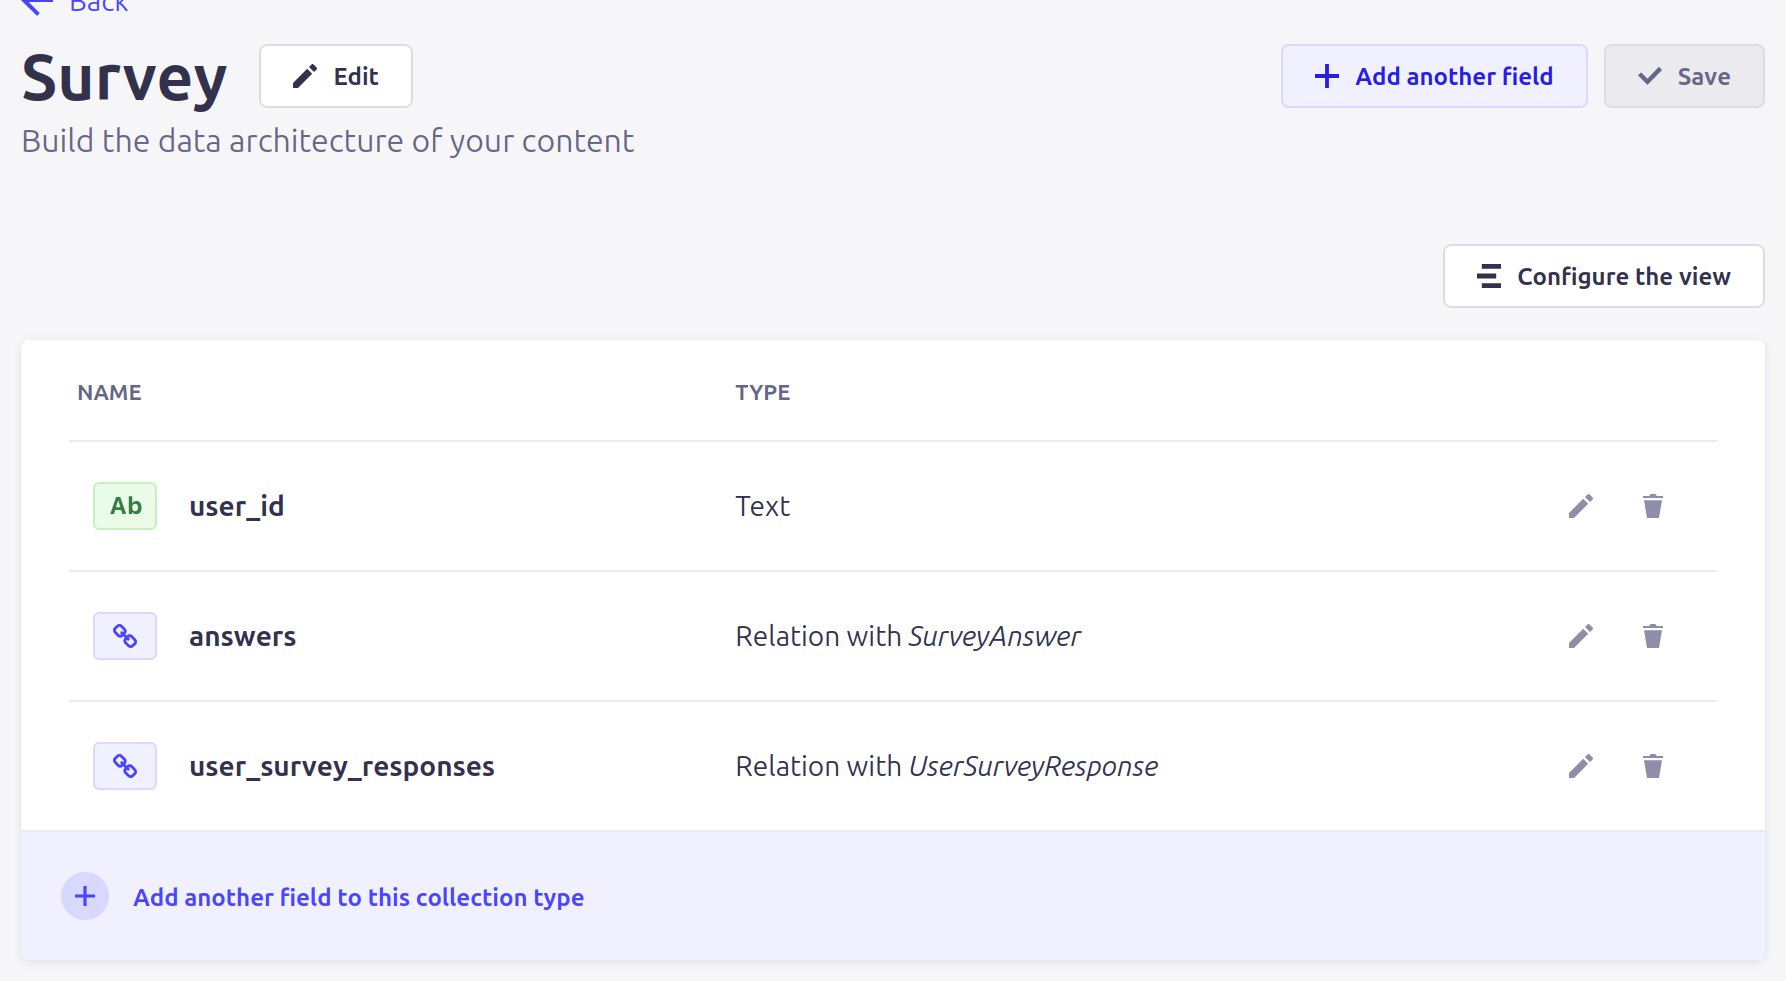 Back
Survey
Edit
Add another field
Save
Build the data architecture of your content
Configure the view
NAME
TYPE
Ab
user_id
Text
answers
Relation with SurveyAnswer
user_survey_responses
Relation with UserSurveyResponse
Add another field to this collection type